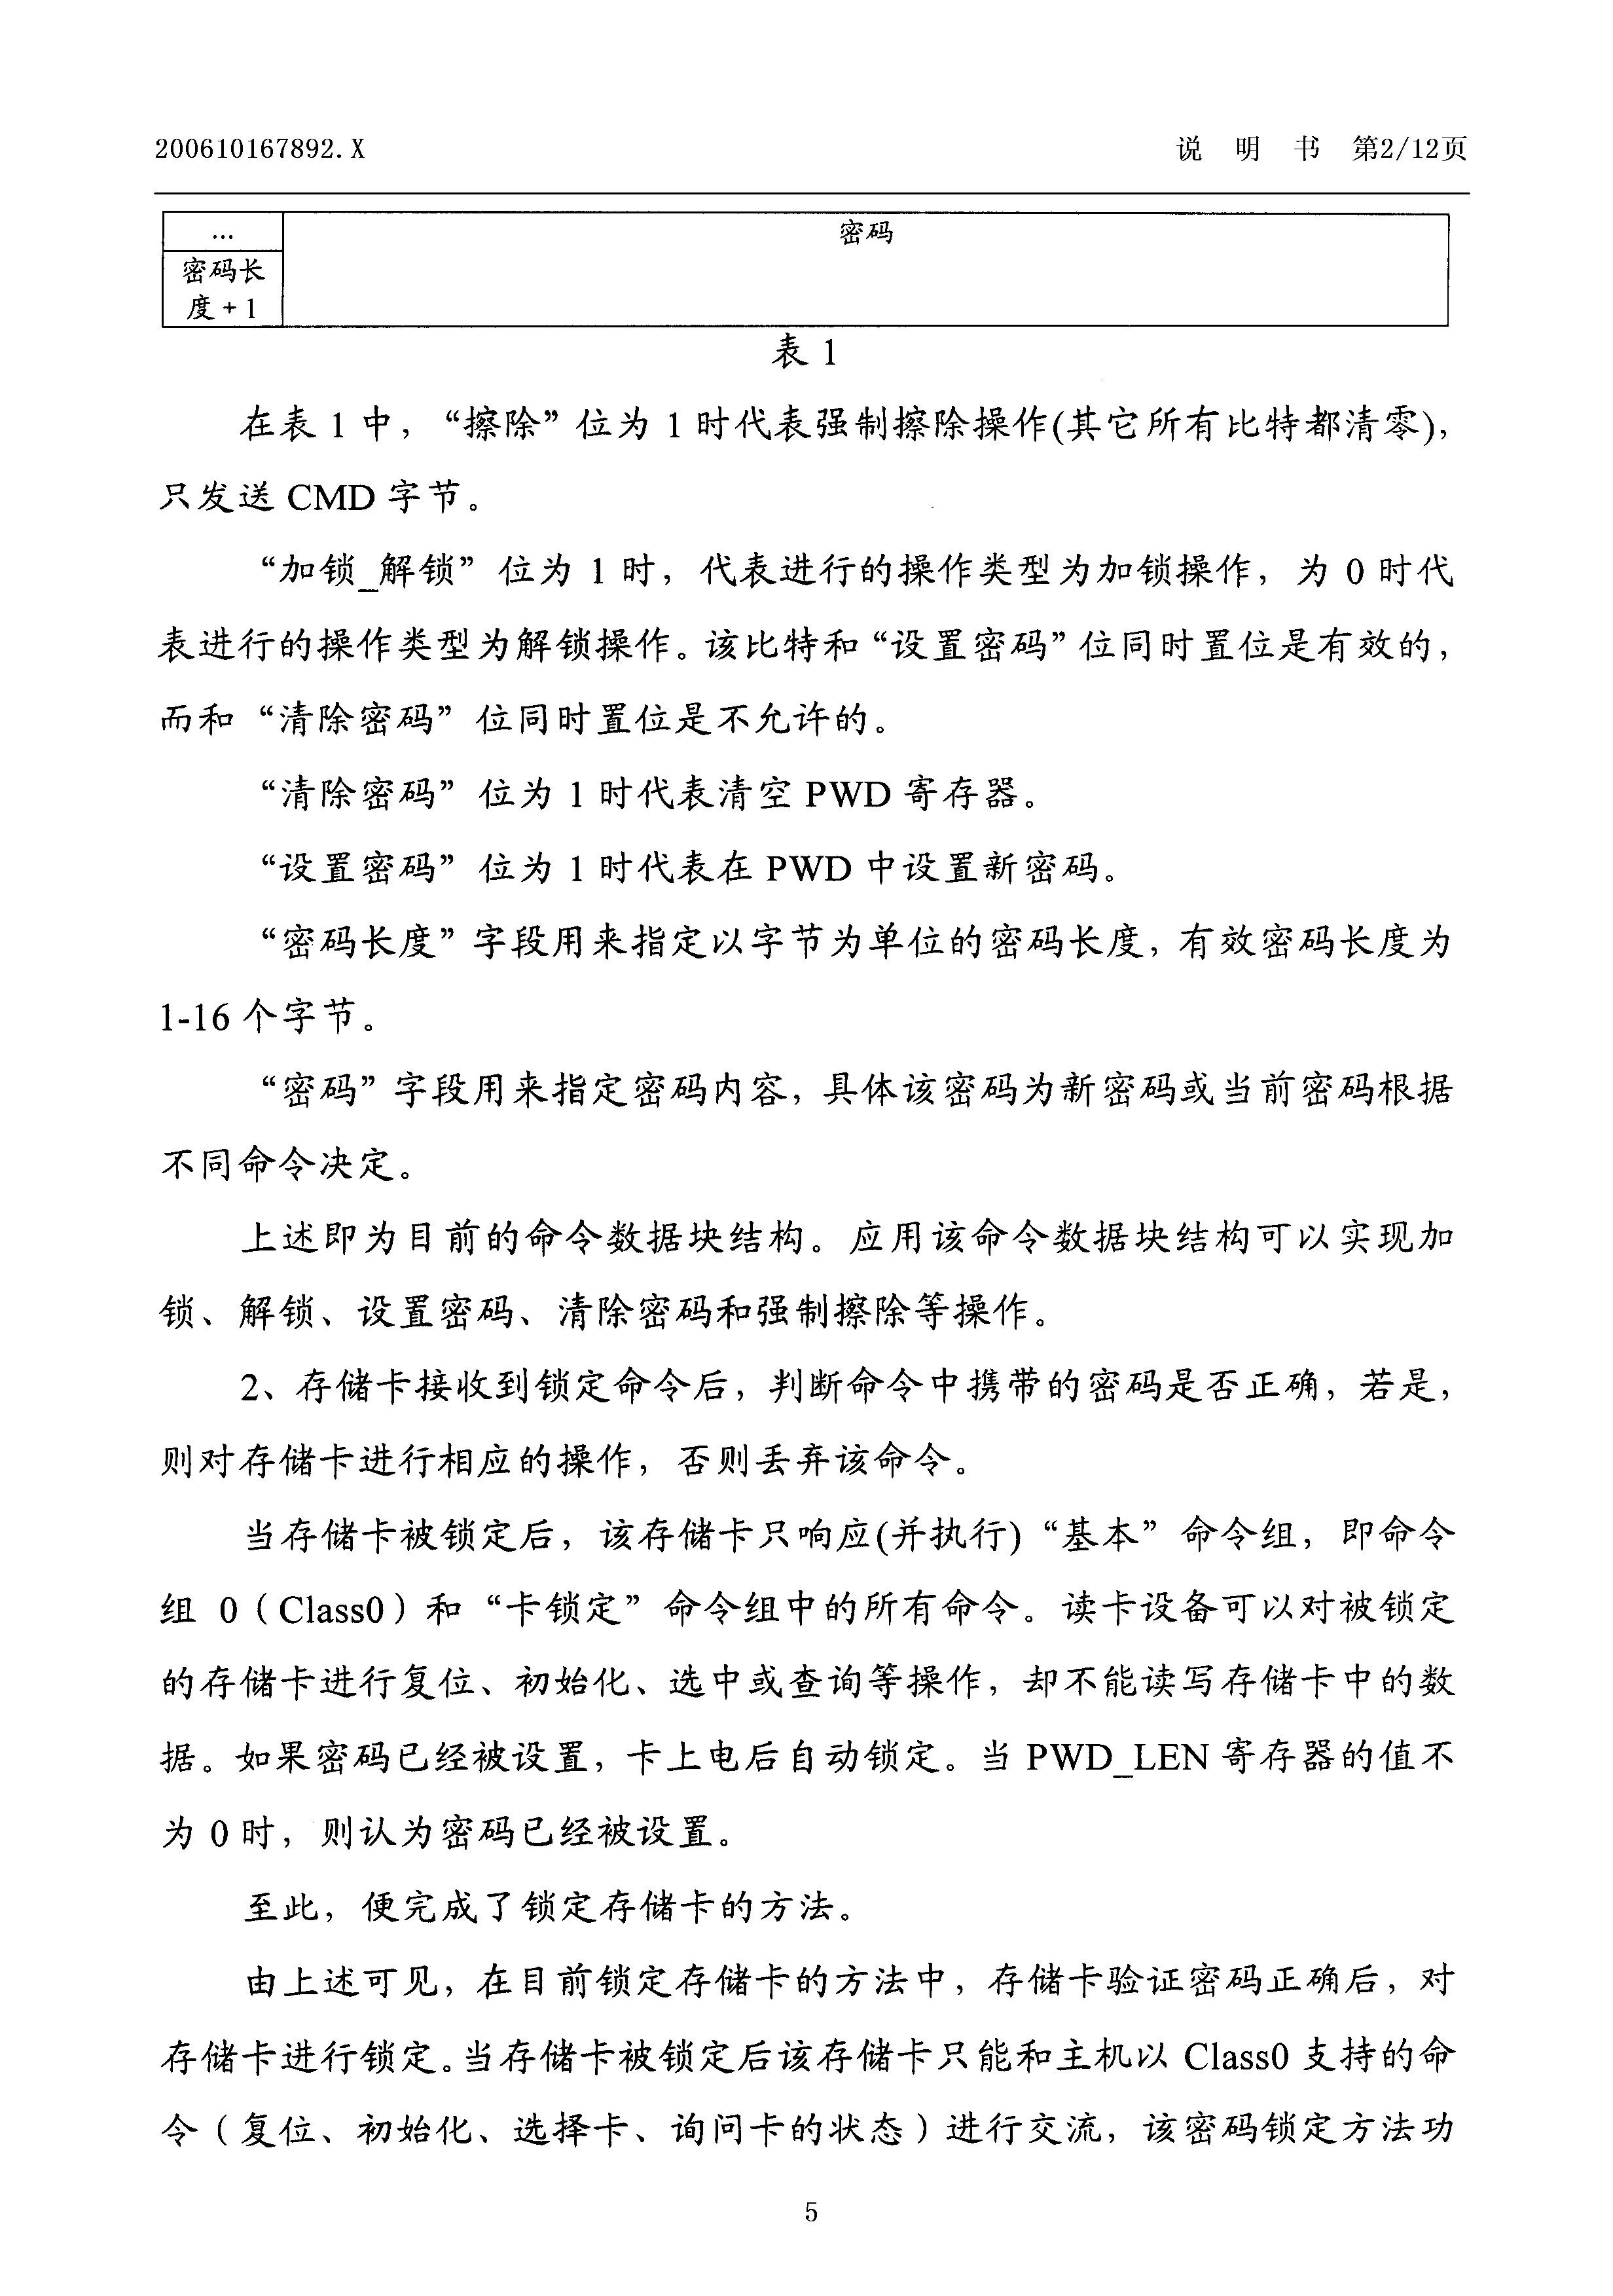 200610167892.X 说 明 书 第2/12页
…
密码
密码长
度+1
表 1
在表 1 中，“擦除”位为 1 时代表强制擦除操作(其它所有比特都清零)，
只发送 CMD 字节。
“加锁_解锁”位为 1 时，代表进行的操作类型为加锁操作，为 0 时代
表进行的操作类型为解锁操作。该比特和“设置密码”位同时置位是有效的，
而和“清除密码”位同时置位是不允许的。
“清除密码”位为 1 时代表清空 PWD 寄存器。
“设置密码”位为 1 时代表在 PWD 中设置新密码。
“密码长度”字段用来指定以字节为单位的密码长度，有效密码长度为
1-16 个字节。
“密码”字段用来指定密码内容，具体该密码为新密码或当前密码根据
不同命令决定。
上述即为目前的命令数据块结构。应用该命令数据块结构可以实现加
锁、解锁、设置密码、清除密码和强制擦除等操作。
2、存储卡接收到锁定命令后，判断命令中携带的密码是否正确，若是，
则对存储卡进行相应的操作，否则丢弃该命令。
当存储卡被锁定后，该存储卡只响应(并执行)“基本”命令组，即命令
组 0（Class0）和“卡锁定”命令组中的所有命令。读卡设备可以对被锁定
的存储卡进行复位、初始化、选中或查询等操作，却不能读写存储卡中的数
据。如果密码已经被设置，卡上电后自动锁定。当 PWD_LEN 寄存器的值不
为 0 时，则认为密码已经被设置。
至此，便完成了锁定存储卡的方法。
由上述可见，在目前锁定存储卡的方法中，存储卡验证密码正确后，对
存储卡进行锁定。当存储卡被锁定后该存储卡只能和主机以 Class0 支持的命
令（复位、初始化、选择卡、询问卡的状态）进行交流，该密码锁定方法功
5